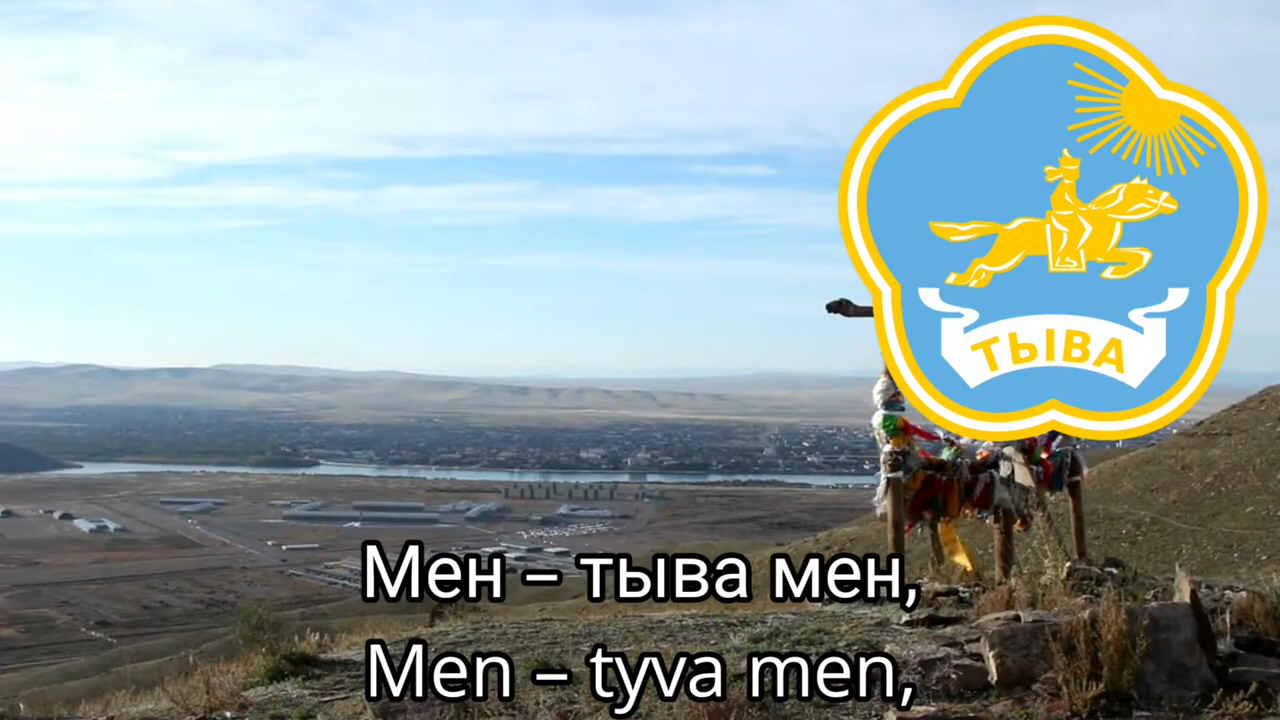 ТЫВА
Мен – тыва мен,
Men – tyva men,